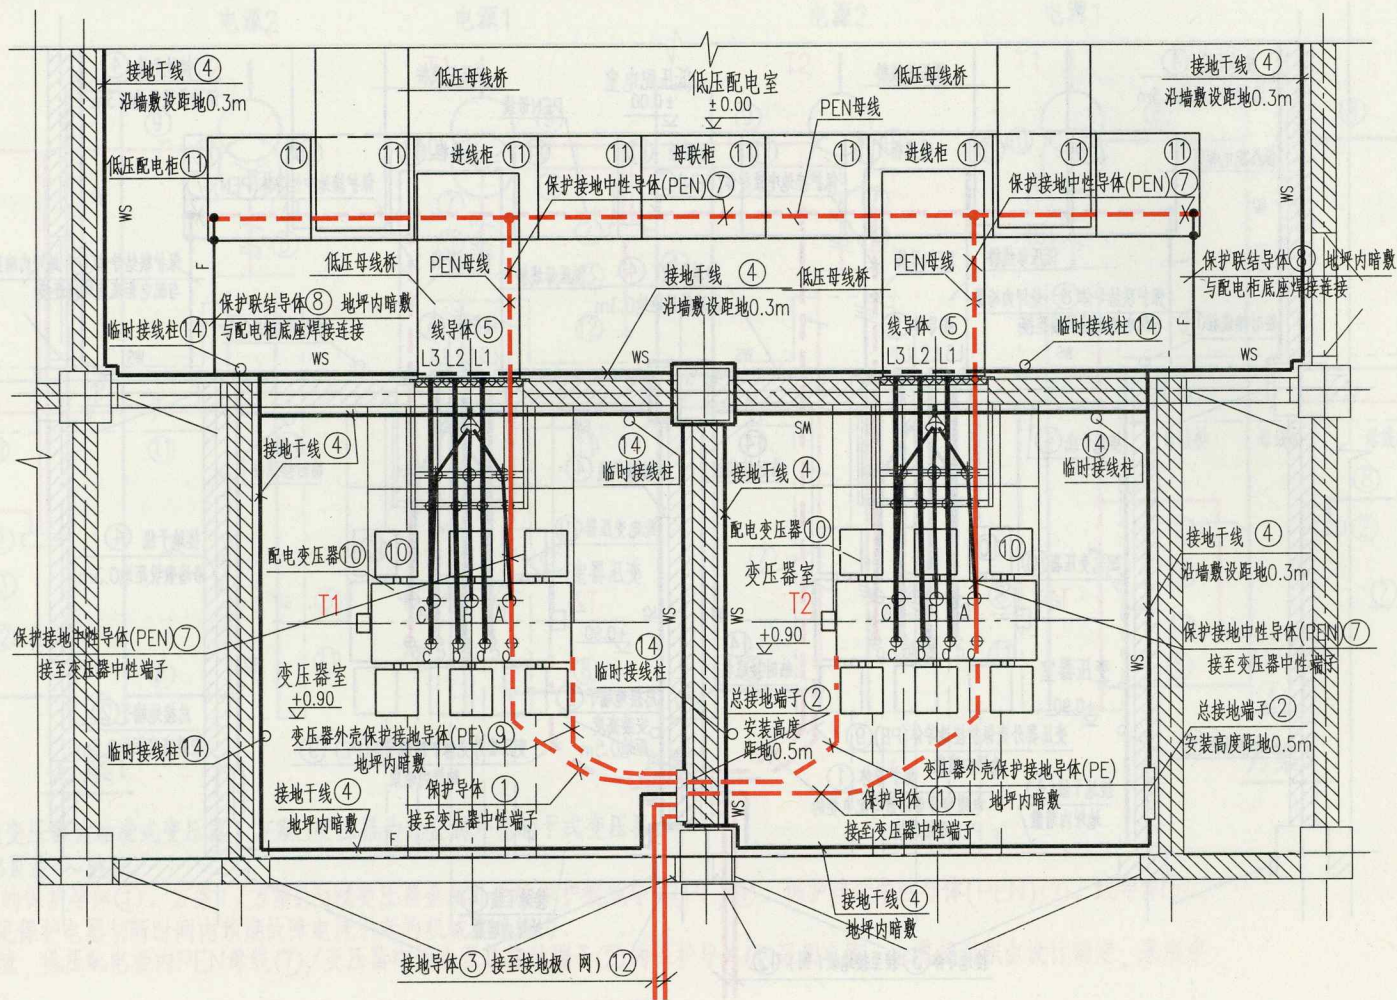 接地干线④
沿墙敷设距地0.3m
低压母线桥
低压配电室
±0.00
低压母线桥
PEN母线
接地干线④
沿墙敷设距地0.3m
低压配电柜⑪
⑪
⑪
进线柜⑪
⑪
母联柜⑪
⑪
进线柜⑪
⑪
⑪
WS
WS
保护接地中性导体(PEN)⑦
保护接地中性导体(PEN)⑦
低压母线桥
PEN母线
接地干线④
沿墙敷设距地0.3m
低压母线桥
PEN母线
保护联结导体⑧ 地坪内暗敷
与配电柜底座焊接连接
F
保护联结导体⑧ 地坪内暗敷
与配电柜底座焊接连接
F
临时接线柱⑭
线导体⑤
线导体⑤
临时接线柱⑭
WS
L3 L2 L1
WS
L3 L2 L1
WS
接地干线④
⑭
临时接线柱
SM
接地干线④
⑭
临时接线柱
配电变压器⑩
⑩
配电变压器⑩
⑩
接地干线④
沿墙敷设距地0.3m
变压器室
T1
T2
C
A
C
A
WS
WS
+0.90
WS
保护接地中性导体(PEN)⑦
接至变压器中性端子
⑭
临时接线柱
保护接地中性导体(PEN)⑦
接至变压器中性端子
变压器室
+0.90
总接地端子②
安装高度
距地0.5m
总接地端子②
安装高度距地0.5m
临时接线柱⑭
变压器外壳保护接地导体(PE)⑨
地坪内暗敷
变压器外壳保护接地导体(PE)
地坪内暗敷
接地干线④
地坪内暗敷
F
保护导体①
接至变压器中性端子
WS
保护导体①
接至变压器中性端子
接地干线④
地坪内暗敷
接地导体③ 接至接地极(网)⑫